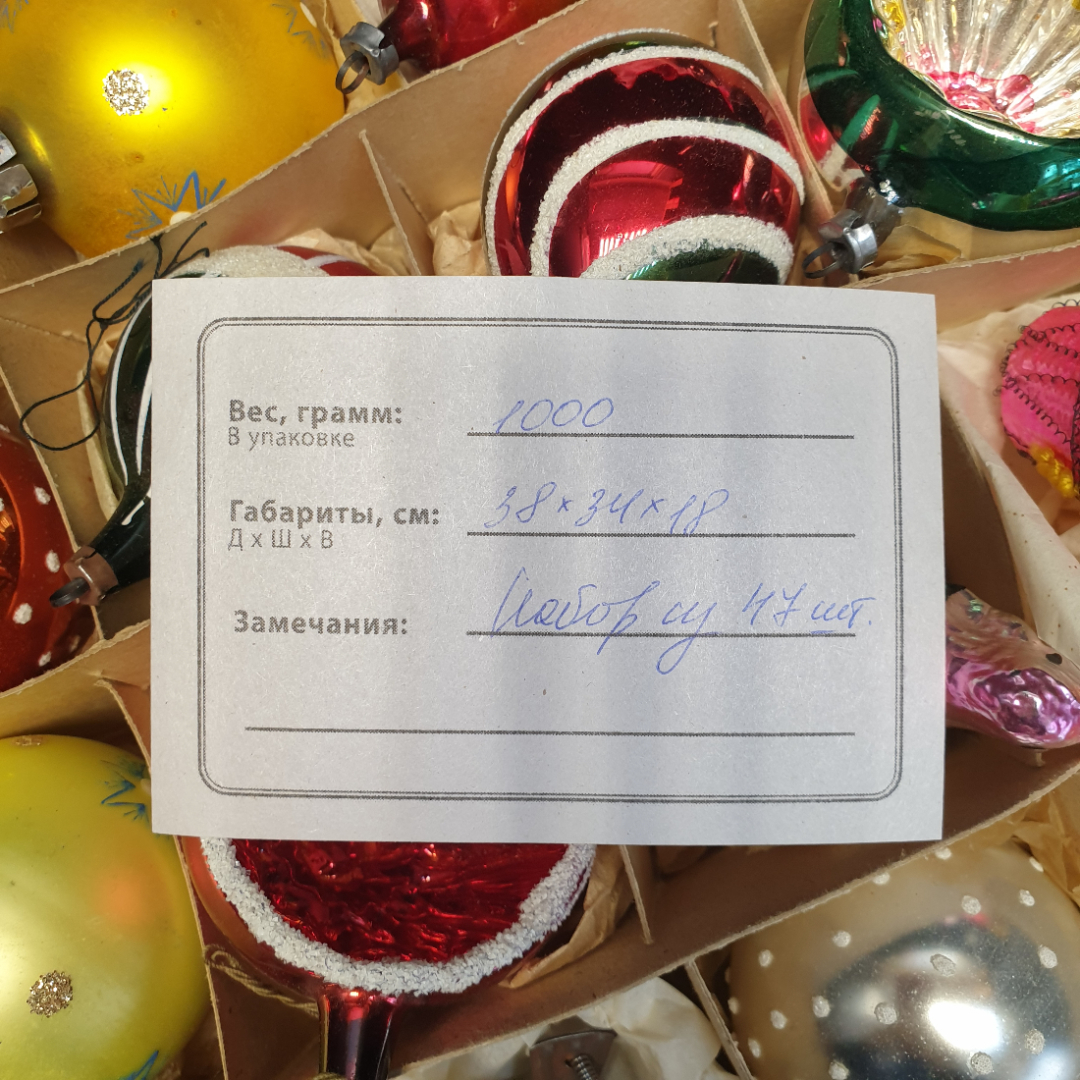 Вес, грамм: 1000
В упаковке
Габариты, см: 38 x 34 x 18
Д x Ш x В
Замечания: Набор из 47 шт.